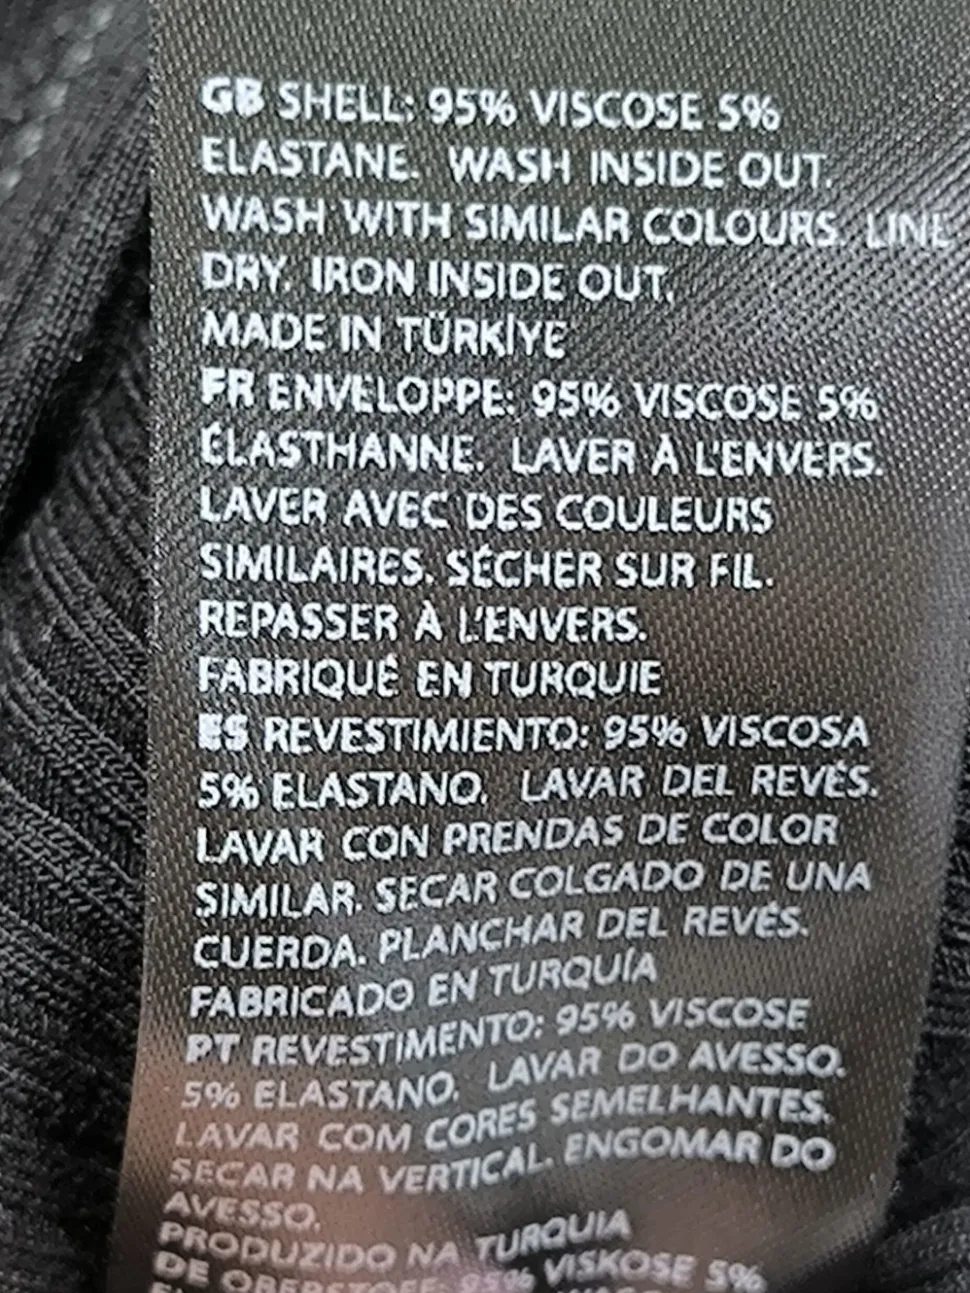 GB SHELL: 95% VISCOSE 5%
ELASTANE. WASH INSIDE OUT.
WASH WITH SIMILAR COLOURS. LINE
DRY. IRON INSIDE OUT.
MADE IN TÜRKİYE
FR ENVELOPPE: 95% VISCOSE 5%
ÉLASTHANNE. LAVER À L'ENVERS.
LAVER AVEC DES COULEURS
SIMILAIRES. SÉCHER SUR FIL.
REPASSER À L'ENVERS.
FABRIQUÉ EN TURQUIE
ES REVESTIMIENTO: 95% VISCOSA
5% ELASTANO. LAVAR DEL REVÉS.
LAVAR CON PRENDAS DE COLOR
SIMILAR. SECAR COLGADO DE UNA
CUERDA. PLANCHAR DEL REVÉS.
FABRICADO EN TURQUÍA
PT REVESTIMENTO: 95% VISCOSE
5% ELASTANO. LAVAR DO AVESSO.
LAVAR COM CORES SEMELHANTES.
SECAR NA VERTICAL. ENGOMAR DO
AVESSO.
PRODUZIDO NA TURQUIA
DE OBERSTOFF: 95% VISKOSE 5%